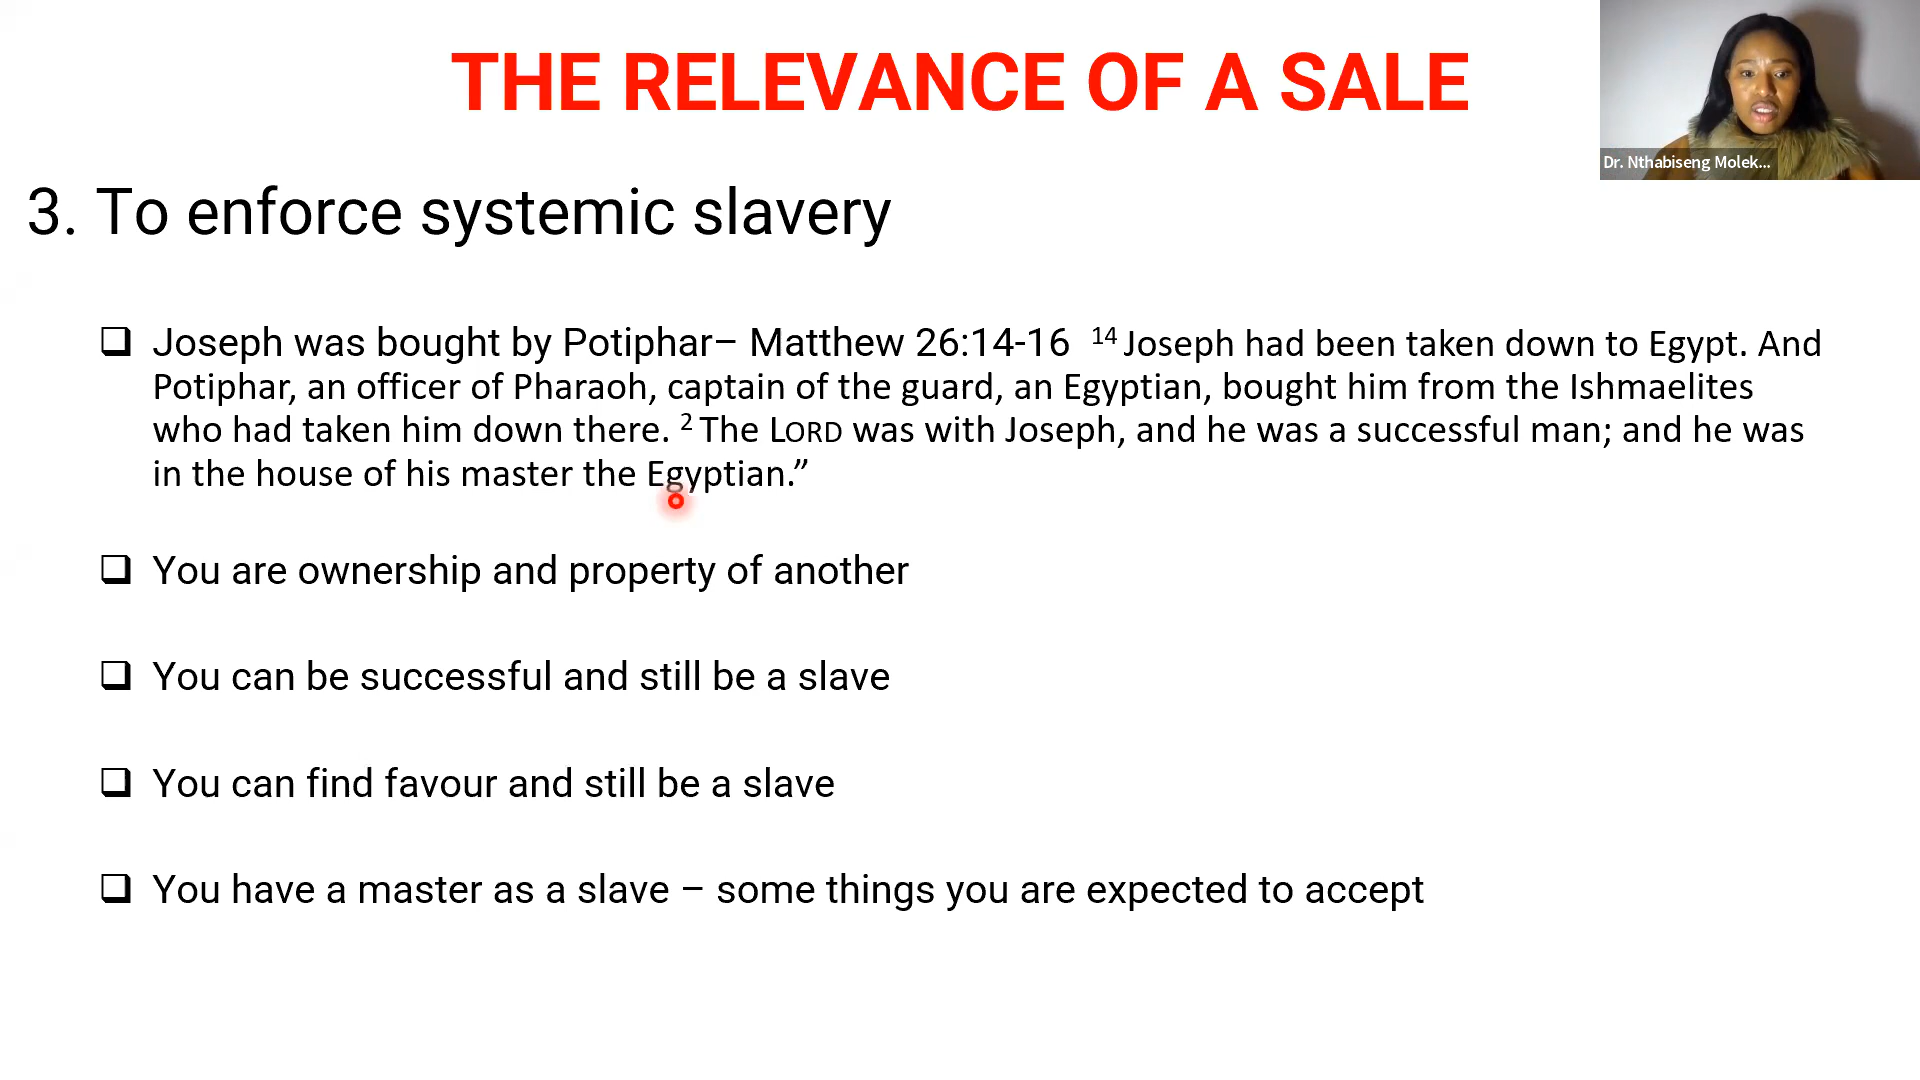 THE RELEVANCE OF A SALE
Dr. Nthabiseng Molek...
3. To enforce systemic slavery
❑ Joseph was bought by Potiphar– Matthew 26:14-16 14 Joseph had been taken down to Egypt. And
Potiphar, an officer of Pharaoh, captain of the guard, an Egyptian, bought him from the Ishmaelites
who had taken him down there. 2 The LORD was with Joseph, and he was a successful man; and he was
in the house of his master the Egyptian.”
❑ You are ownership and property of another
❑ You can be successful and still be a slave
❑ You can find favour and still be a slave
❑ You have a master as a slave – some things you are expected to accept